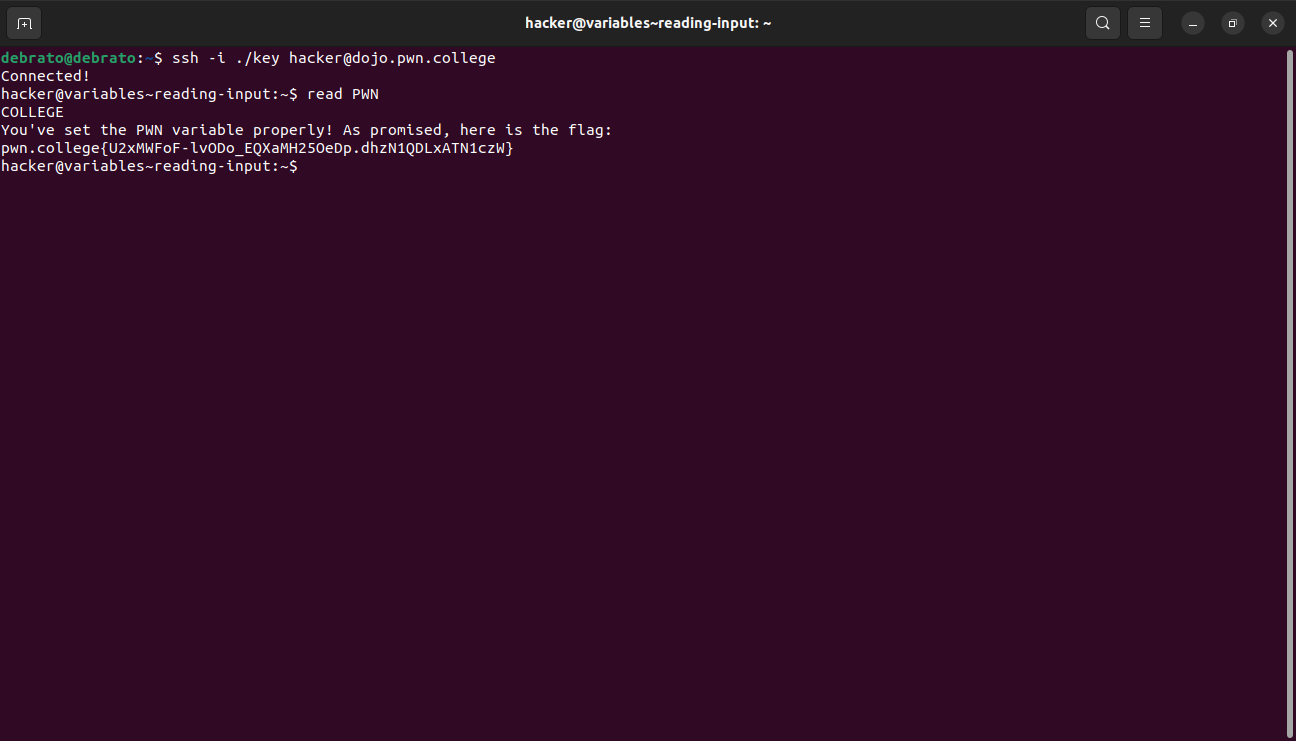 hacker@variables~reading-input: ~
debrato@debrato:~$ ssh -i ./key hacker@dojo.pwn.college
Connected!
hacker@variables~reading-input:~$ read PWN
COLLEGE
You've set the PWN variable properly! As promised, here is the flag:
pwn.college{U2xMWFoF-lvODo_EQXaMH25OeDp.dhzN1QDLxATN1czW}
hacker@variables~reading-input:~$